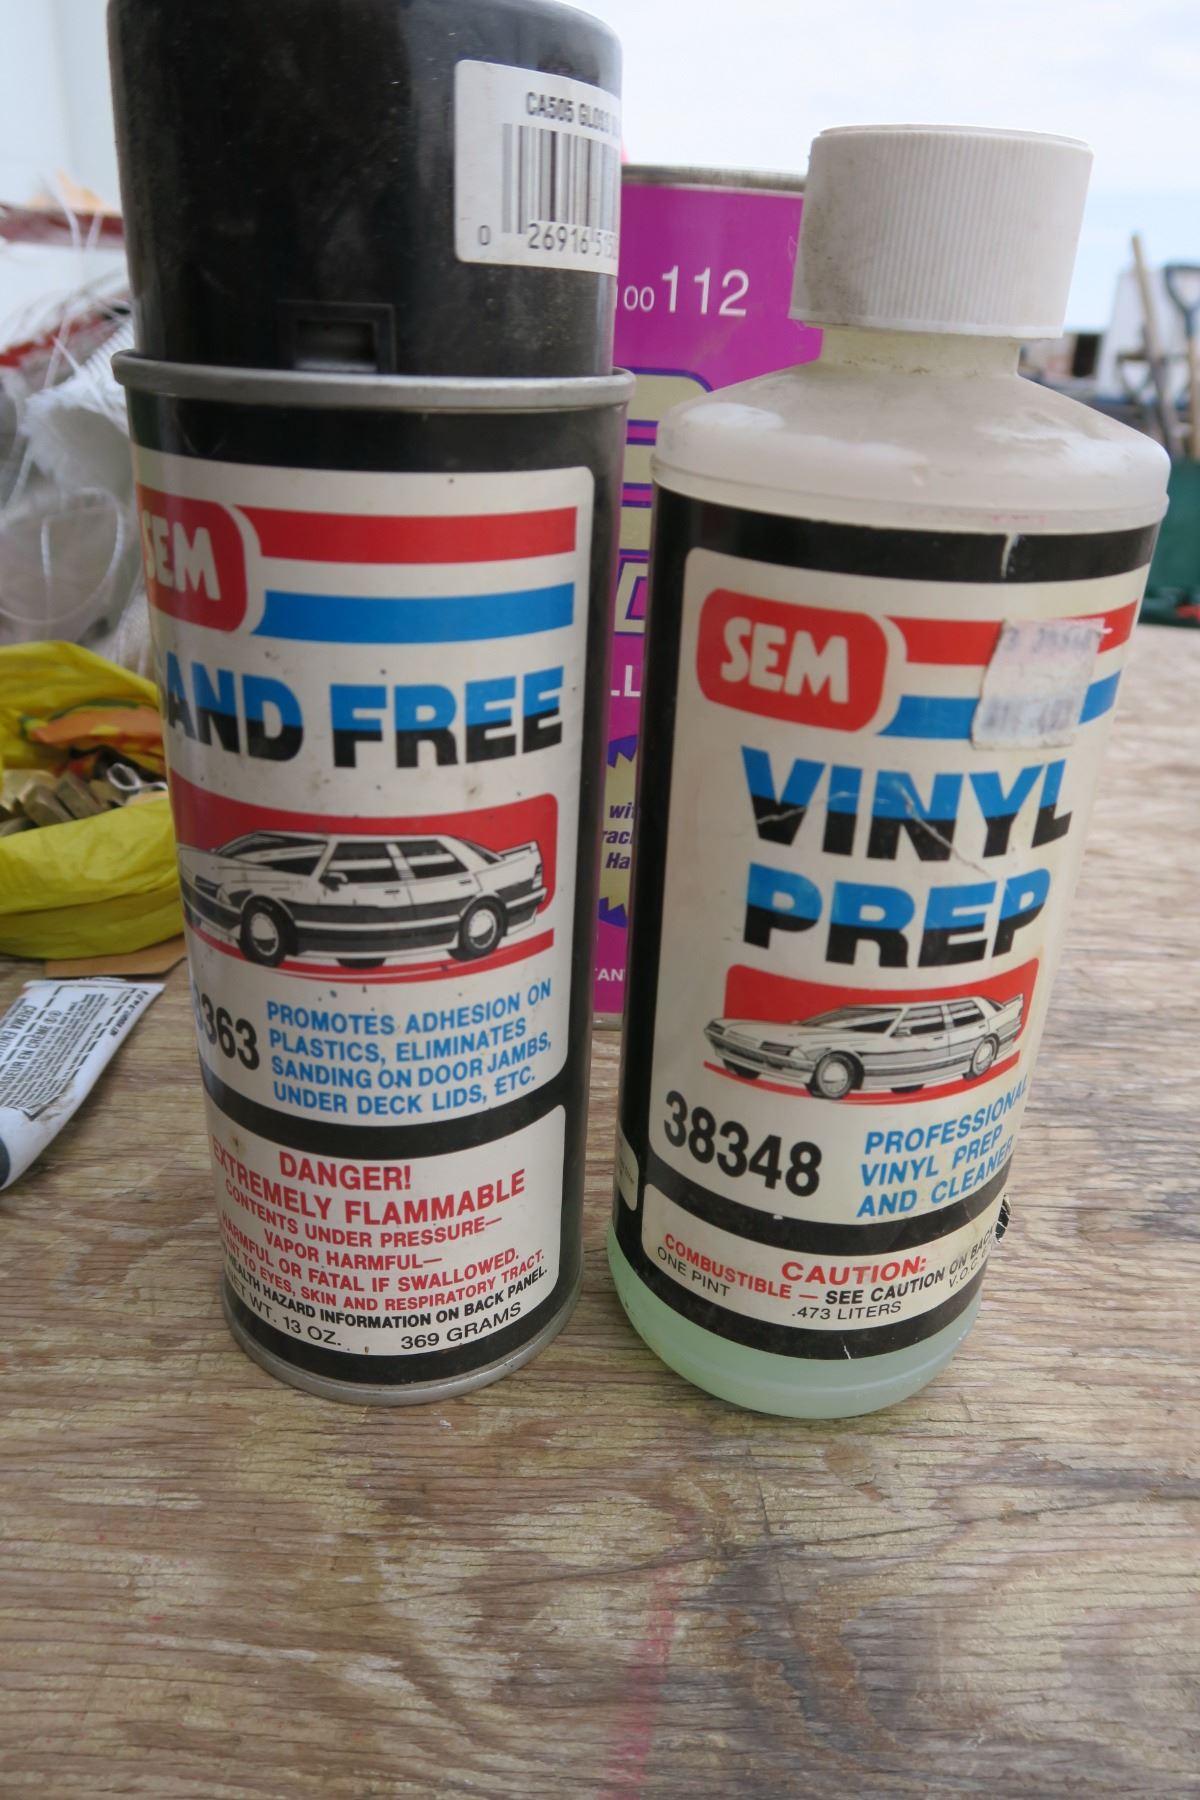 CA505 GLOSS
0 26916
00112
SEM
SAND FREE
363
PROMOTES ADHESION ON
PLASTICS, ELIMINATES
SANDING ON DOOR JAMBS,
UNDER DECK LIDS, ETC.
DANGER!
EXTREMELY FLAMMABLE
CONTENTS UNDER PRESSURE—
VAPOR HARMFUL—
HARMFUL OR FATAL IF SWALLOWED,
TO EYES, SKIN AND RESPIRATORY TRACT.
HEALTH HAZARD INFORMATION ON BACK PANEL.
NET WT. 13 OZ. 369 GRAMS
SEM
VINYL
PREP
38348
PROFESSIONAL
VINYL PREP
AND CLEANER
CAUTION:
COMBUSTIBLE — SEE CAUTION ON BACK
ONE PINT .473 LITERS V.O.C.